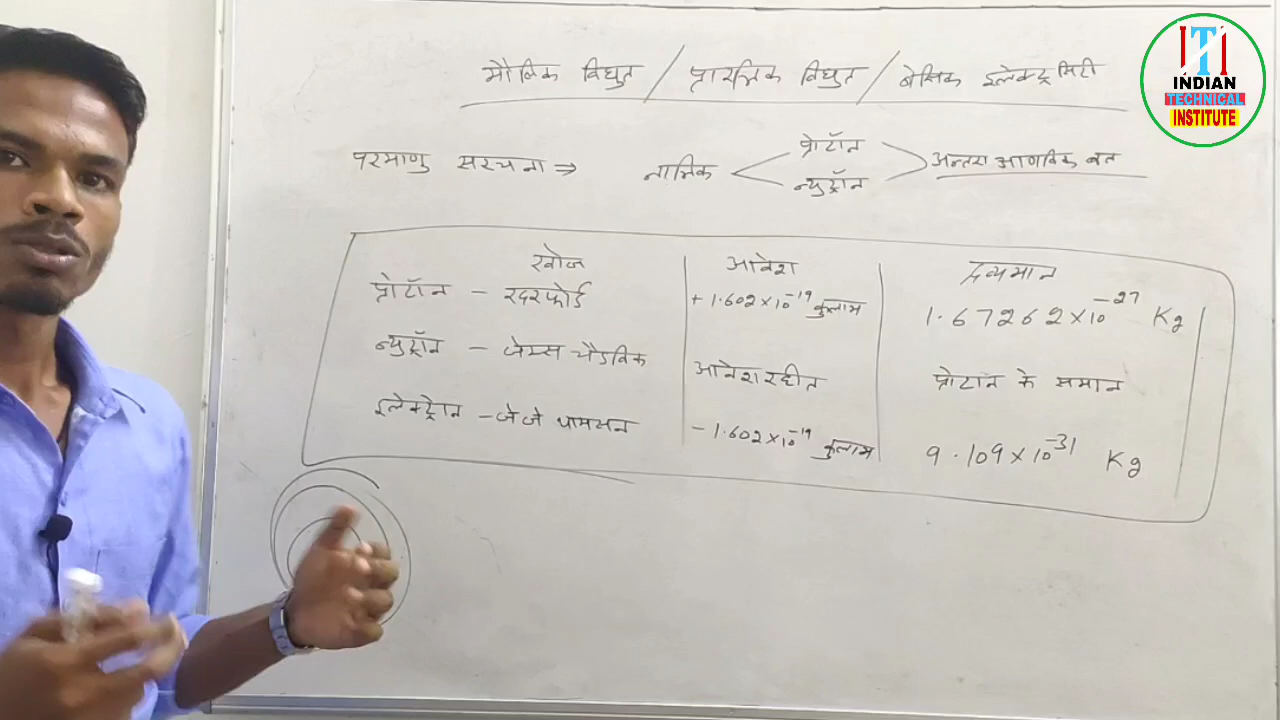 मौलिक विघुत / प्रारम्भिक विघुत / बेसिक इलेक्ट्रिसिटी
ITI
INDIAN
TECHNICAL
INSTITUTE
परमाणु संरचना ⇒ नाभिक
प्रोटॉन
न्युट्रॉन
अन्तरा आणविक बल
खोज आवेश द्रव्यमान
प्रोटॉन - रदरफोर्ड +1.602×10⁻¹⁹ कुलाम 1.67262×10⁻²⁷ Kg
न्युट्रॉन - जेम्स चैडविक आवेश रहीत प्रोटान के समान
इलेक्ट्रोन - जे जे थामसन -1.602×10⁻¹⁹ कुलाम 9.109×10⁻³¹ Kg